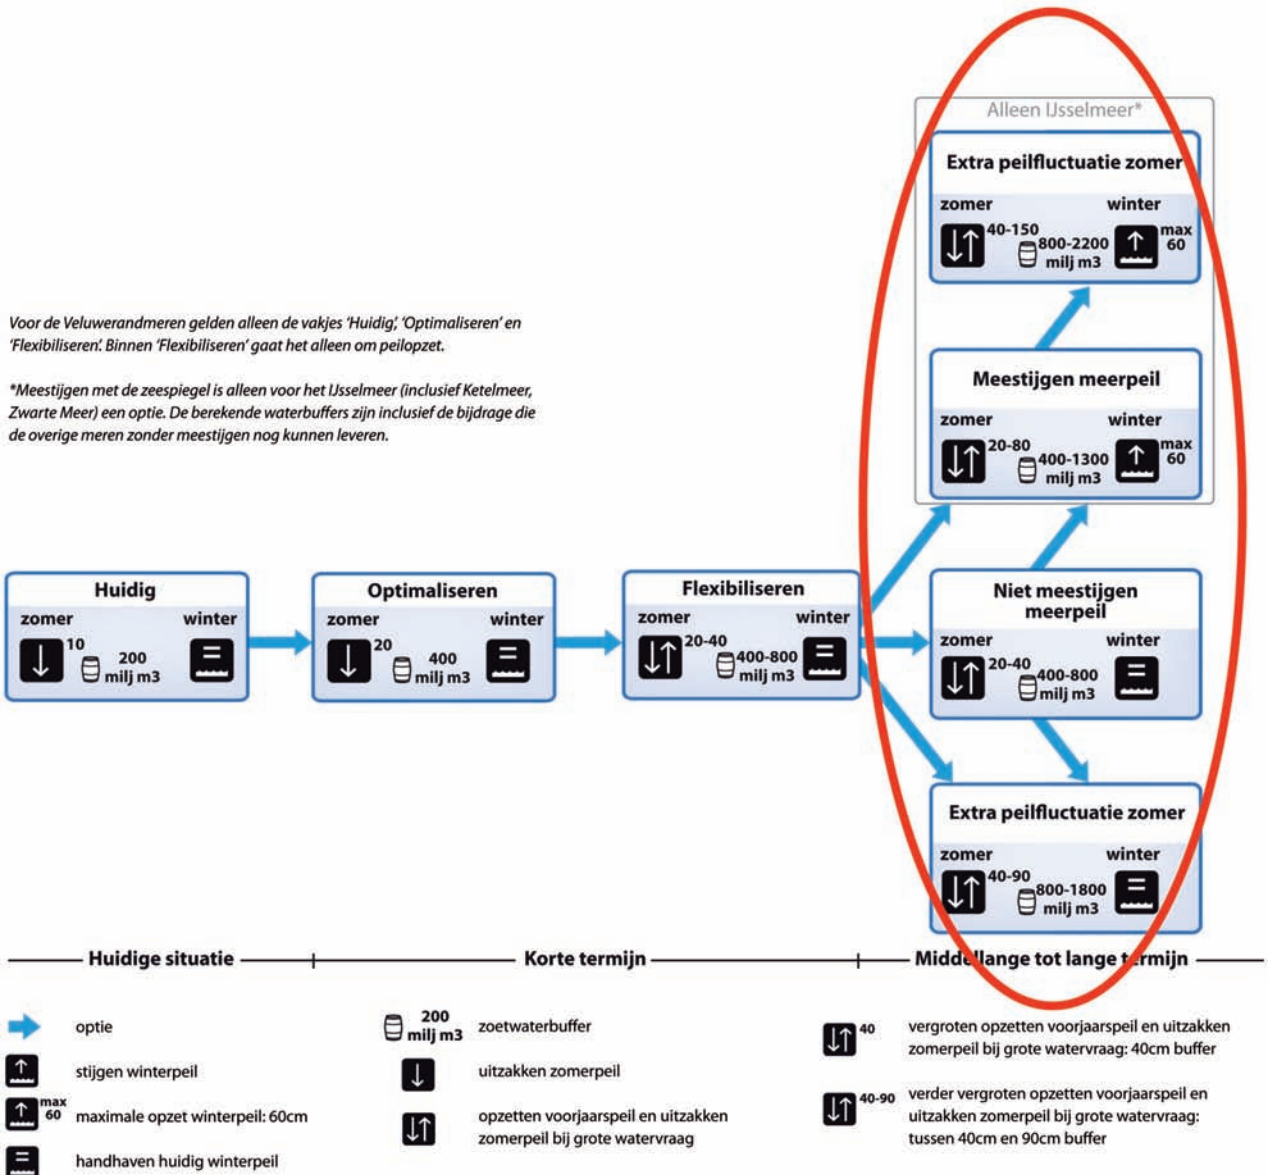 Alleen IJsselmeer*
Extra peilfluctuatie zomer
zomer winter
40-150 800-2200 milj m3 max 60
Meestijgen meerpeil
zomer winter
20-80 400-1300 milj m3 max 60
Voor de Veluwerandmeren gelden alleen de vakjes 'Huidig', 'Optimaliseren' en
'Flexibiliseren'. Binnen 'Flexibiliseren' gaat het alleen om peilopzet.
*Meestijgen met de zeespiegel is alleen voor het IJsselmeer (inclusief Ketelmeer,
Zwarte Meer) een optie. De berekende waterbuffers zijn inclusief de bijdrage die
de overige meren zonder meestijgen nog kunnen leveren.
Huidig
zomer winter
10 200
milj m3
Optimaliseren
zomer winter
20 400
milj m3
Flexibiliseren
zomer winter
20-40 400-800
milj m3
Niet meestijgen
meerpeil
zomer winter
20-40 400-800
milj m3
Extra peilfluctuatie zomer
zomer winter
40-90 800-1800
milj m3
Huidige situatie Korte termijn Middellange tot lange termijn
optie
stijgen winterpeil
max 60 maximale opzet winterpeil: 60cm
handhaven huidig winterpeil
200
milj m3 zoetwaterbuffer
uitzakken zomerpeil
opzetten voorjaarspeil en uitzakken
zomerpeil bij grote watervraag
40 vergroten opzetten voorjaarspeil en uitzakken
zomerpeil bij grote watervraag: 40cm buffer
40-90 verder vergroten opzetten voorjaarspeil en
uitzakken zomerpeil bij grote watervraag:
tussen 40cm en 90cm buffer